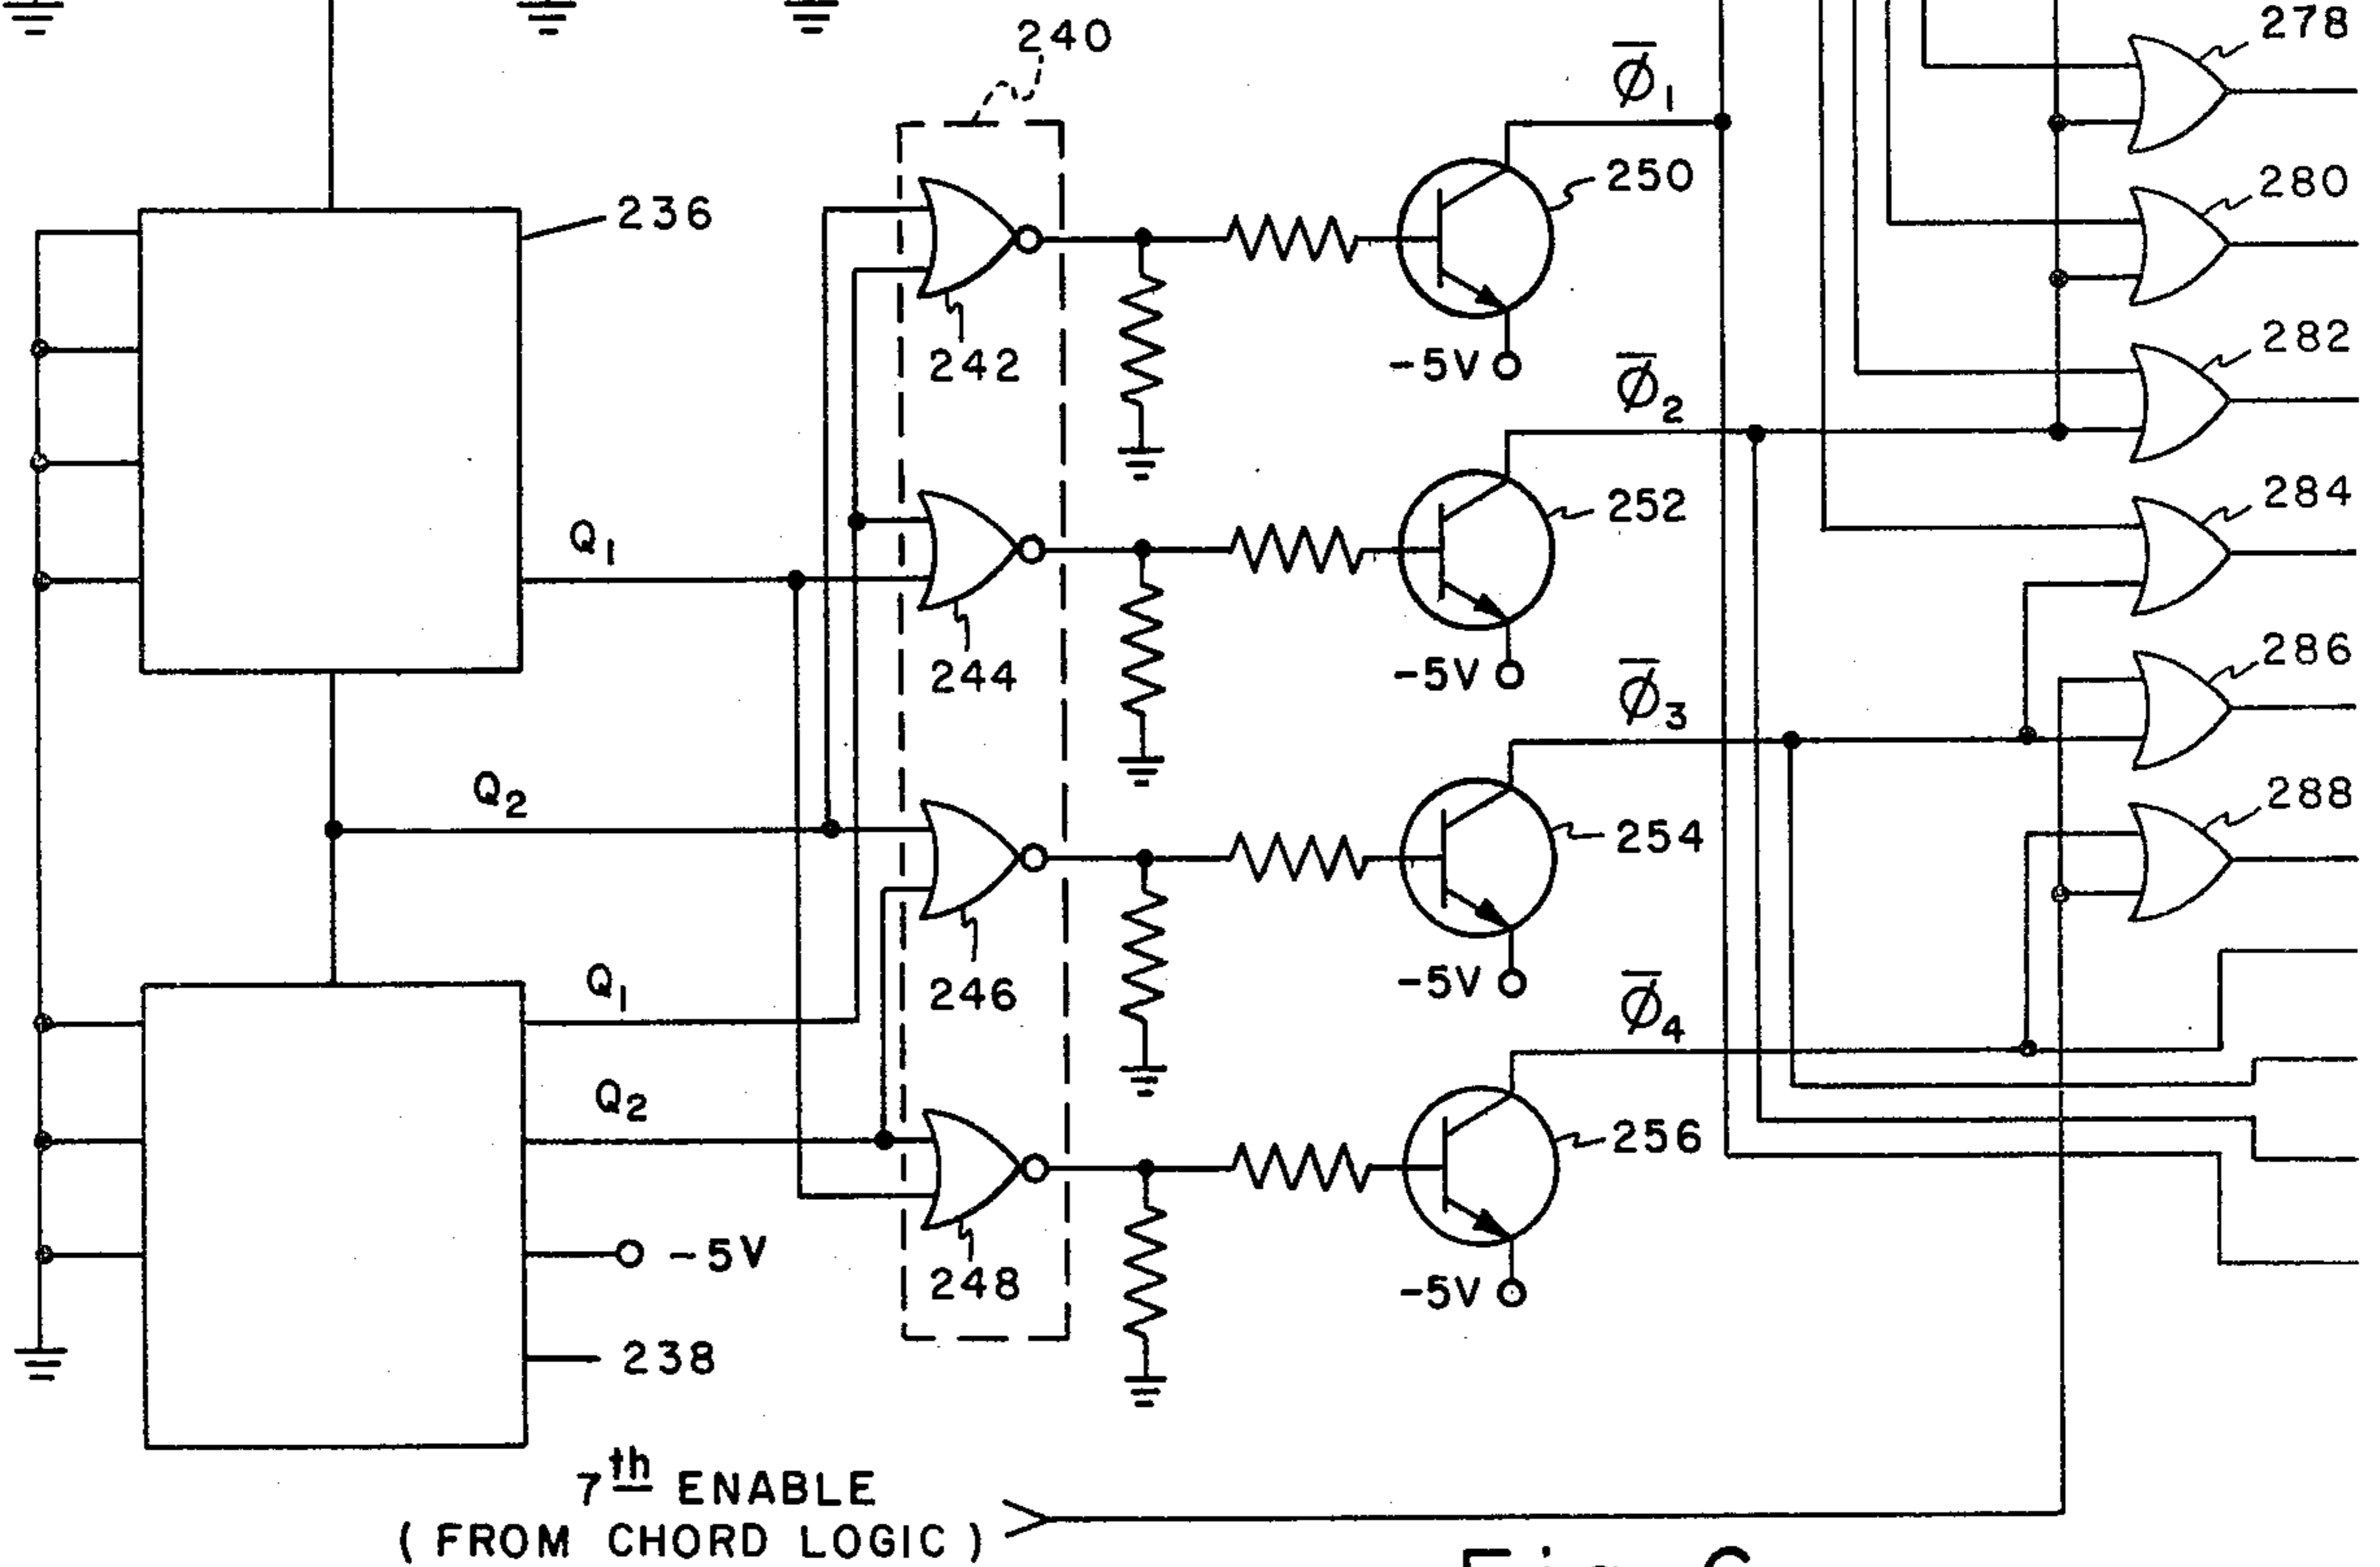 240
278
φ̅1
250
280
236
242
-5V
282
φ̅2
252
284
Q1
244
-5V
φ̅3
286
Q2
254
288
246
-5V
φ̅4
Q1
Q2
256
248
-5V
-5V
238
7th ENABLE
(FROM CHORD LOGIC)